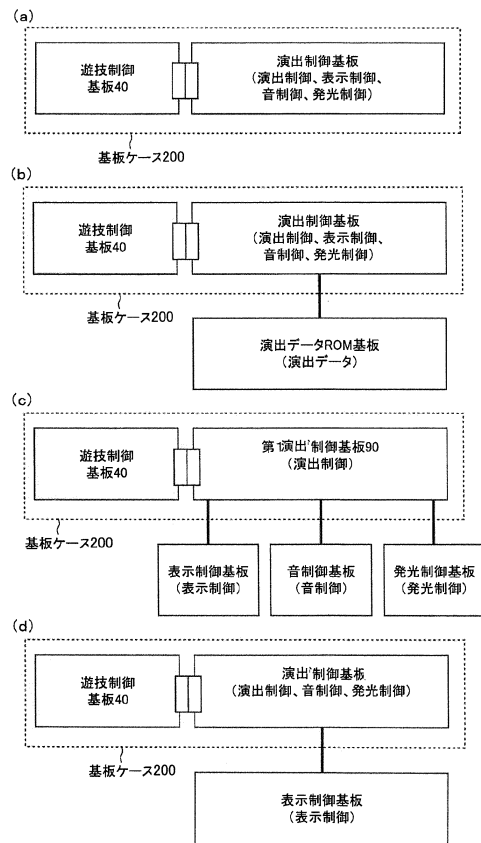 (a)
遊技制御
基板40
演出制御基板
(演出制御、表示制御、
音制御、発光制御)
基板ケース200
(b)
遊技制御
基板40
演出制御基板
(演出制御、表示制御、
音制御、発光制御)
基板ケース200
演出データROM基板
(演出データ)
(c)
遊技制御
基板40
第1演出'制御基板90
(演出制御)
基板ケース200
表示制御基板
(表示制御)
音制御基板
(音制御)
発光制御基板
(発光制御)
(d)
遊技制御
基板40
演出'制御基板
(演出制御、音制御、発光制御)
基板ケース200
表示制御基板
(表示制御)